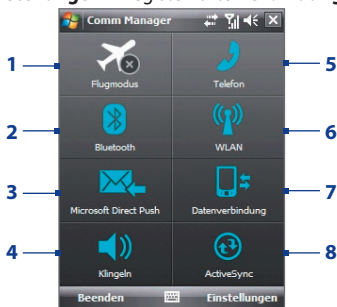 Comm Manager
1
Flugmodus
5
Telefon
2
Bluetooth
6
WLAN
3
Microsoft Direct Push
7
Datenverbindung
4
Klingeln
8
ActiveSync
Beenden
Einstellungen